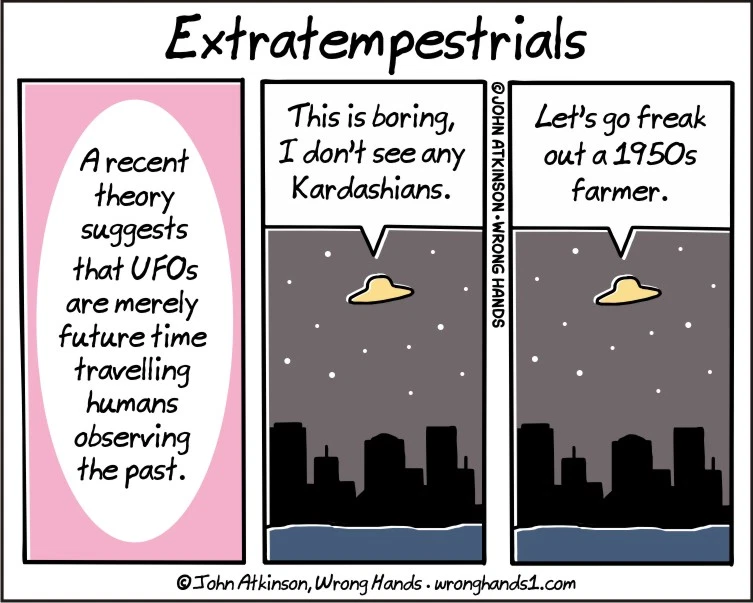 Extratempestrials
A recent
theory
suggests
that UFOs
are merely
future time
travelling
humans
observing
the past.
This is boring,
I don't see any
Kardashians.
© JOHN ATKINSON • WRONG HANDS
Let's go freak
out a 1950s
farmer.
© John Atkinson, Wrong Hands • wronghands1.com